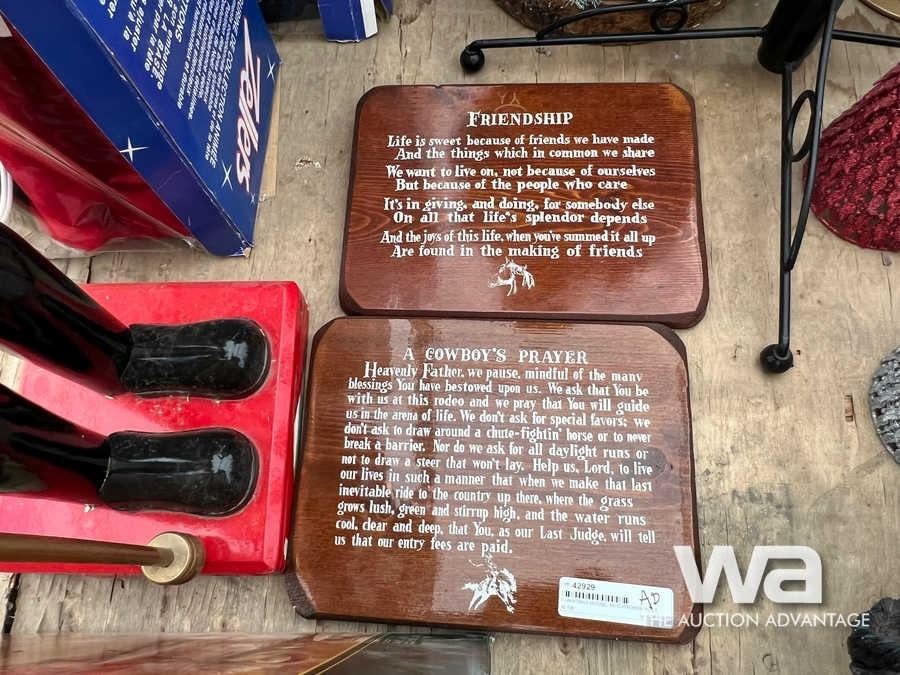 Zellers
FRIENDSHIP
Life is sweet because of friends we have made
And the things which in common we share
We want to live on, not because of ourselves
But because of the people who care
It's in giving, and doing, for somebody else
On all that life's splendor depends
And the joys of this life, when you've summed it all up
Are found in the making of friends
A COWBOY'S PRAYER
Heavenly Father, we pause, mindful of the many
blessings You have bestowed upon us. We ask that You be
with us at this rodeo and we pray that You will guide
us in the arena of life. We don't ask for special favors; we
don't ask to draw around a chute-fightin' horse or to never
break a barrier. Nor do we ask for all daylight runs or
not to draw a steer that won't lay. Help us, Lord, to live
our lives in such a manner that when we make that last
inevitable ride to the country up there, where the grass
grows lush, green and stirrup high, and the water runs
cool, clear and deep, that You, as our Last Judge, will tell
us that our entry fees are paid.
42929
AD
wa
THE AUCTION ADVANTAGE